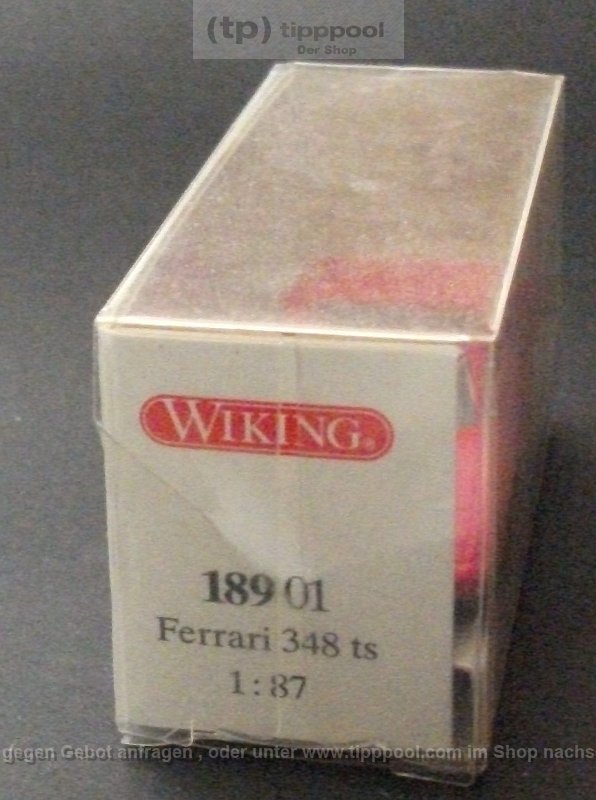 (tp) tipppool
Der Shop
WIKING®
189 01
Ferrari 348 ts
1:87
gegen Gebot anfragen , oder unter www.tipppool.com im Shop nachs